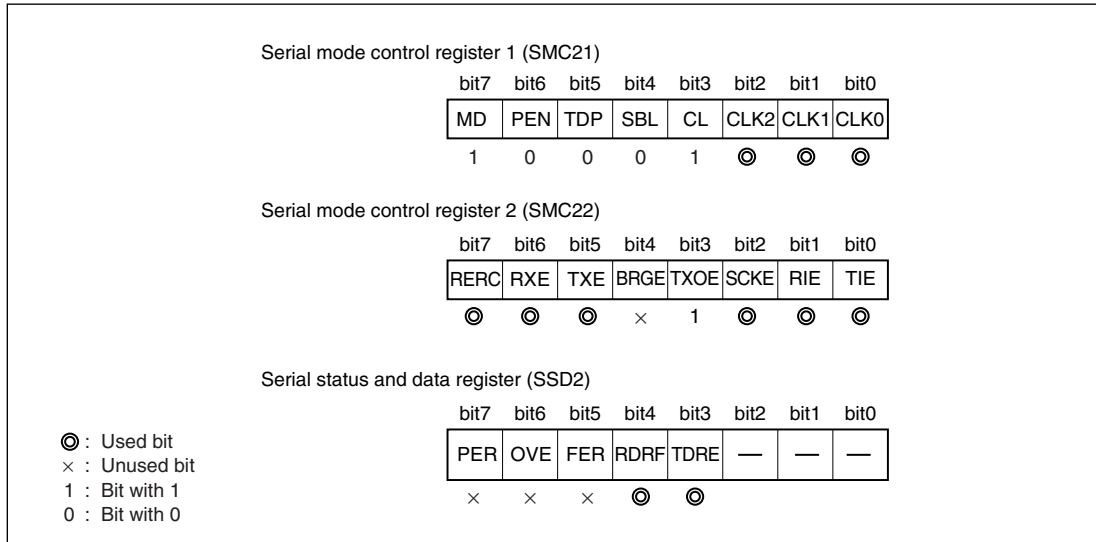 Serial mode control register 1 (SMC21)
bit7 bit6 bit5 bit4 bit3 bit2 bit1 bit0
MD PEN TDP SBL CL CLK2 CLK1 CLK0
1 0 0 0 1 ◎ ◎ ◎
Serial mode control register 2 (SMC22)
bit7 bit6 bit5 bit4 bit3 bit2 bit1 bit0
RERC RXE TXE BRGE TXOE SCKE RIE TIE
◎ ◎ ◎ × 1 ◎ ◎ ◎
Serial status and data register (SSD2)
bit7 bit6 bit5 bit4 bit3 bit2 bit1 bit0
PER OVE FER RDRF TDRE — — —
× × × ◎ ◎
◎ : Used bit
× : Unused bit
1 : Bit with 1
0 : Bit with 0